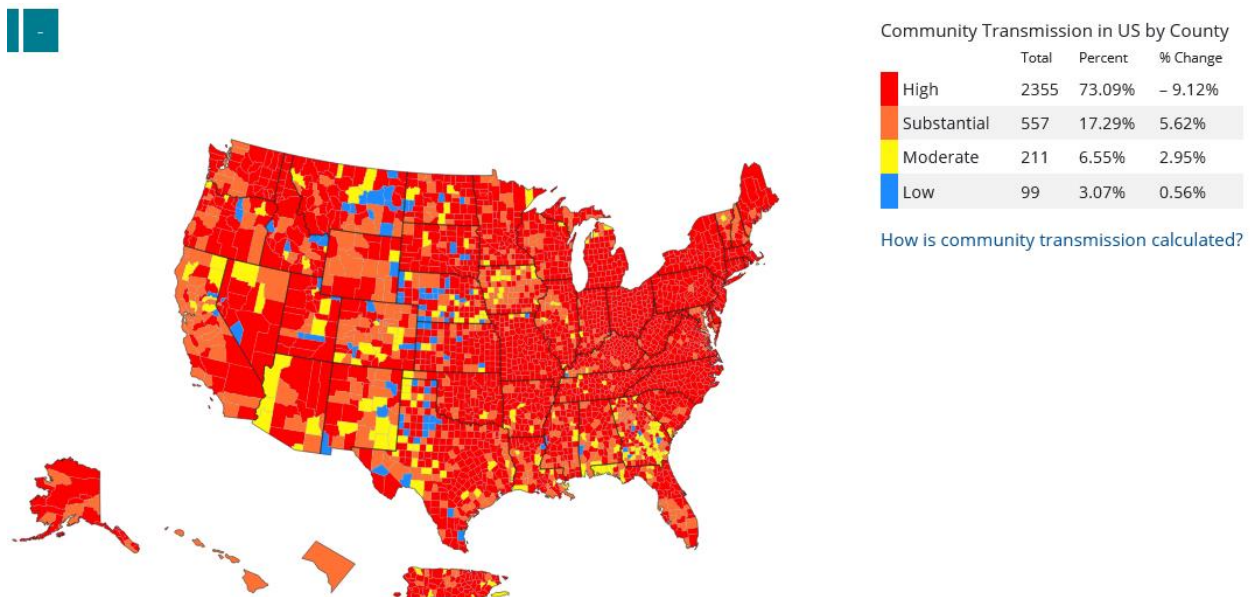 -
Community Transmission in US by County
Total Percent % Change
High 2355 73.09% – 9.12%
Substantial 557 17.29% 5.62%
Moderate 211 6.55% 2.95%
Low 99 3.07% 0.56%
How is community transmission calculated?